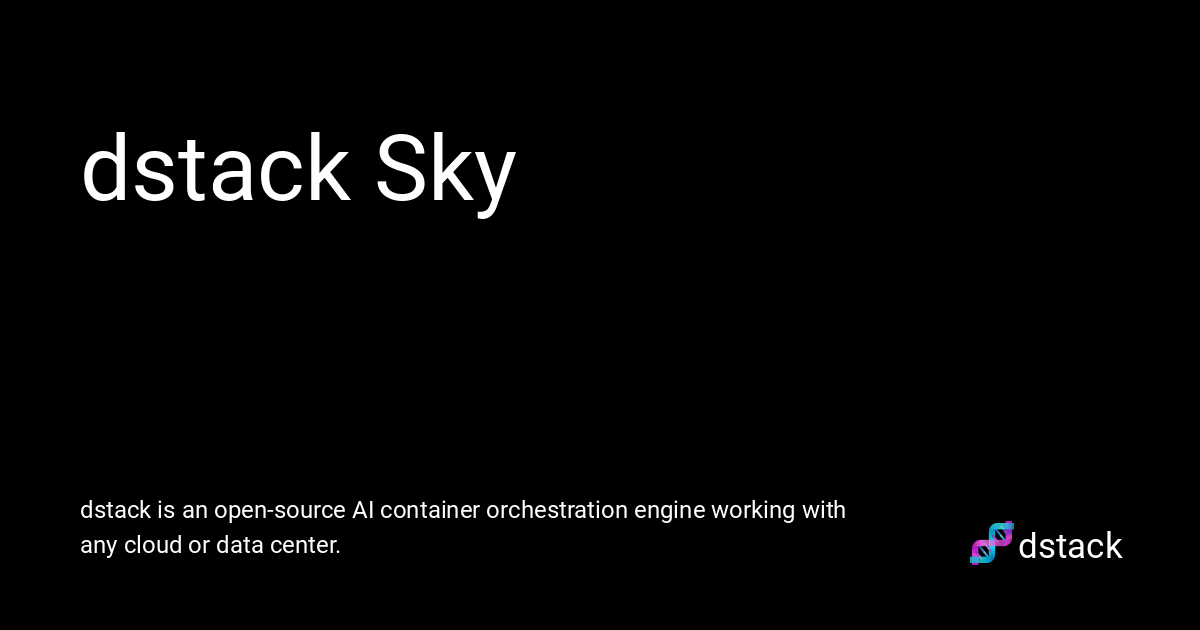 dstack Sky
dstack is an open-source AI container orchestration engine working with
any cloud or data center.
dstack